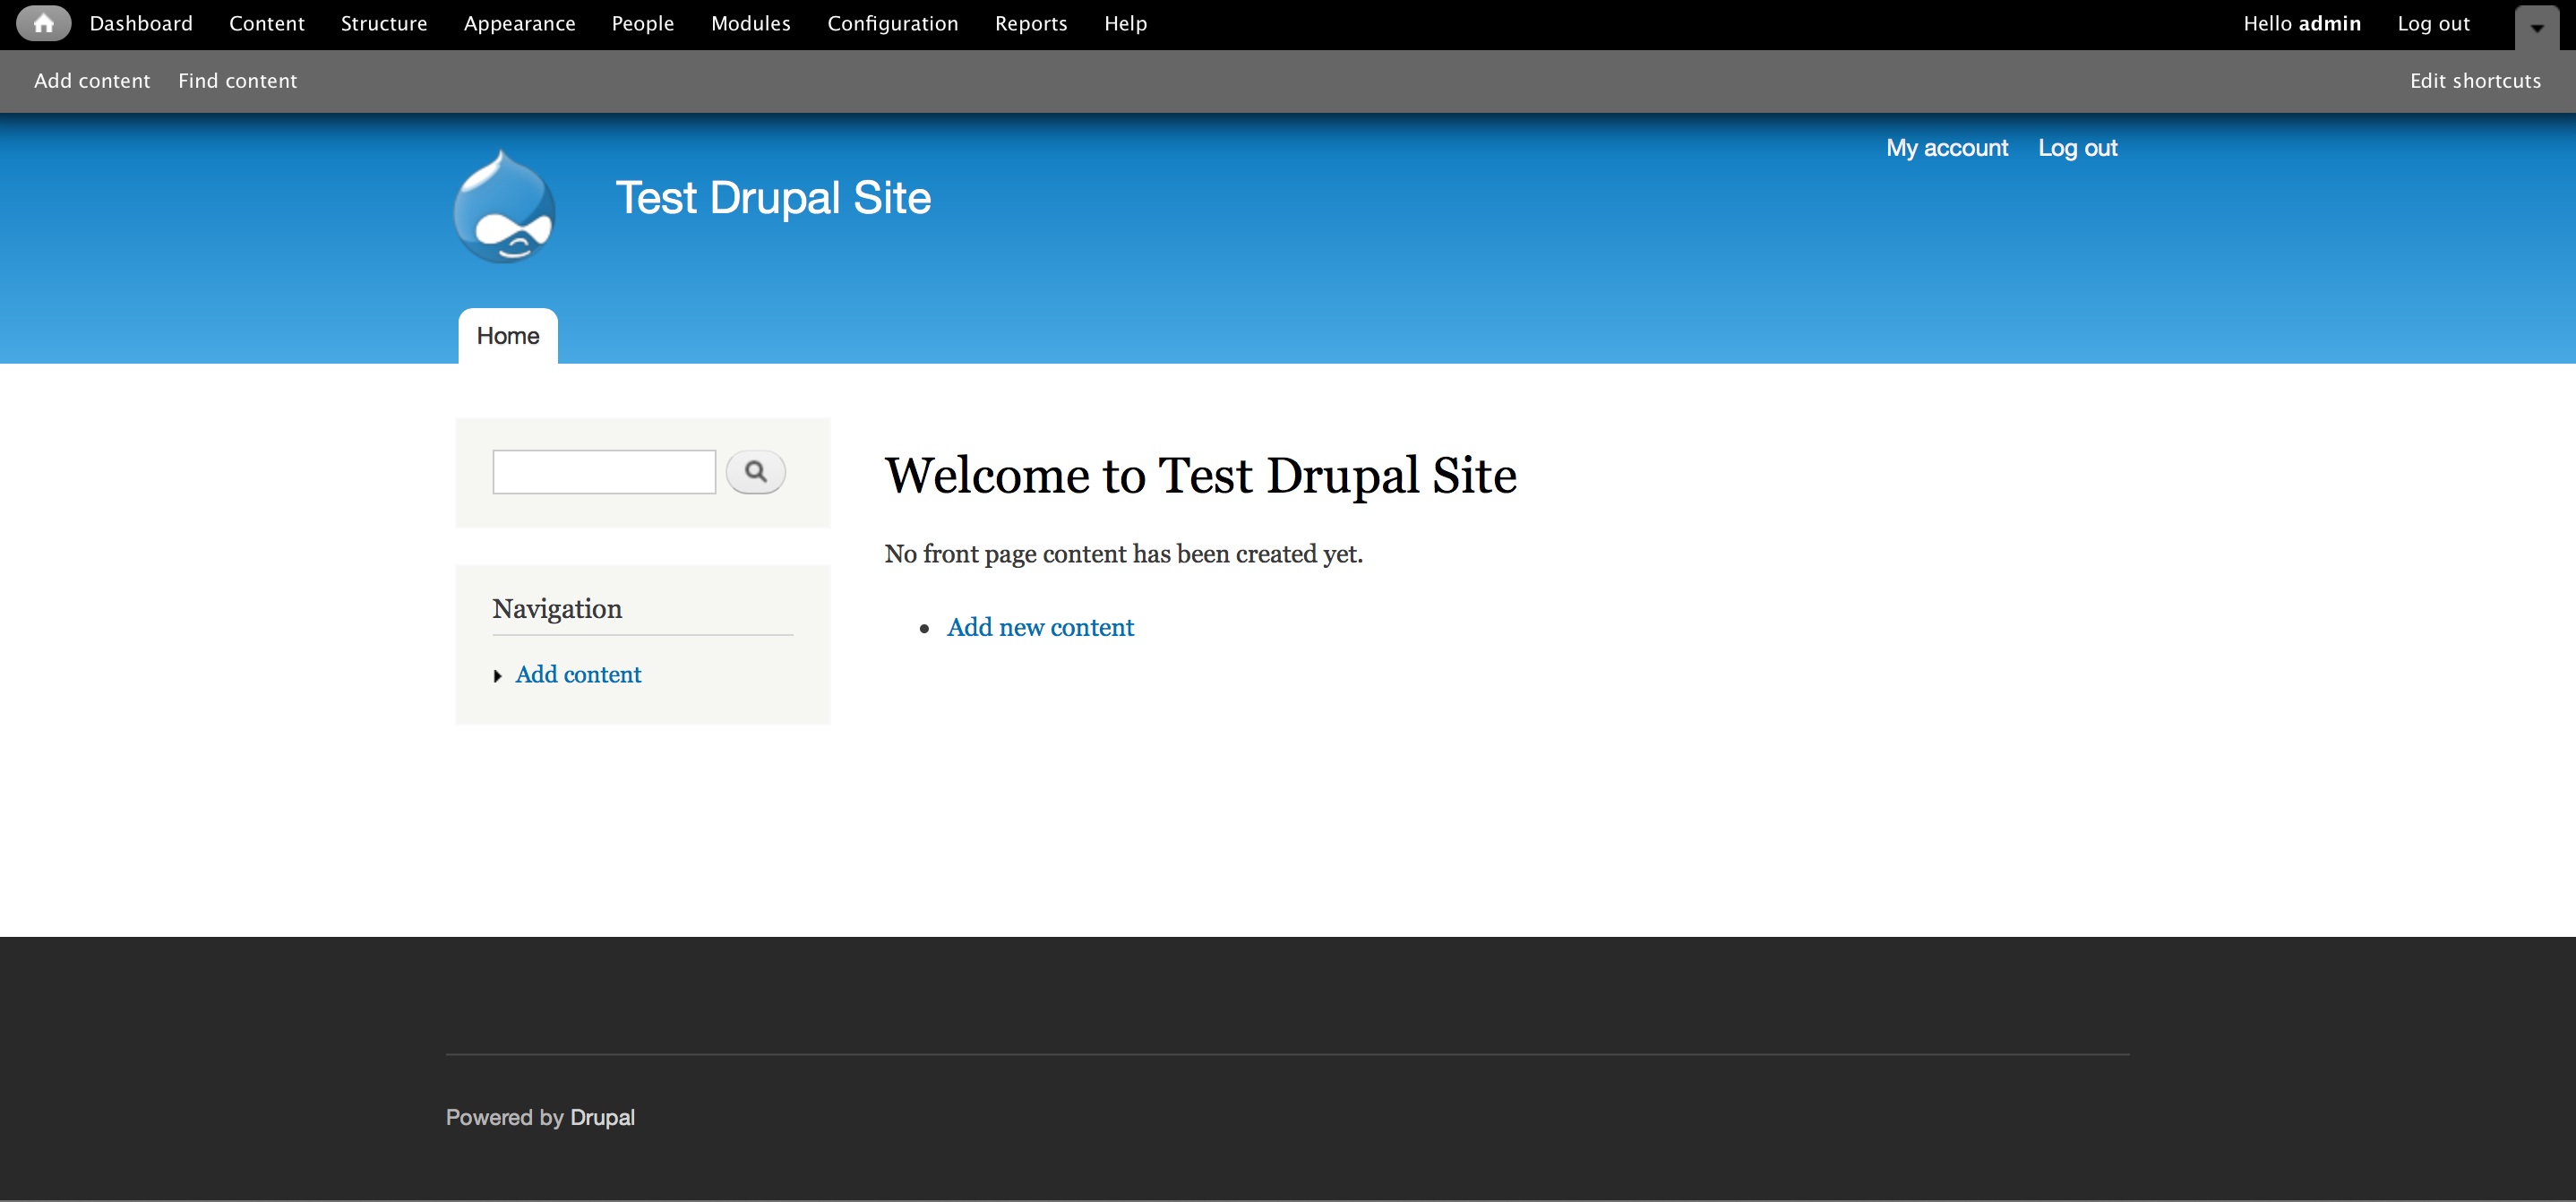 Dashboard Content Structure Appearance People Modules Configuration Reports Help Hello admin Log out
Add content Find content Edit shortcuts
My account Log out
Test Drupal Site
Home
Welcome to Test Drupal Site
No front page content has been created yet.
Add new content
Navigation
Add content
Powered by Drupal